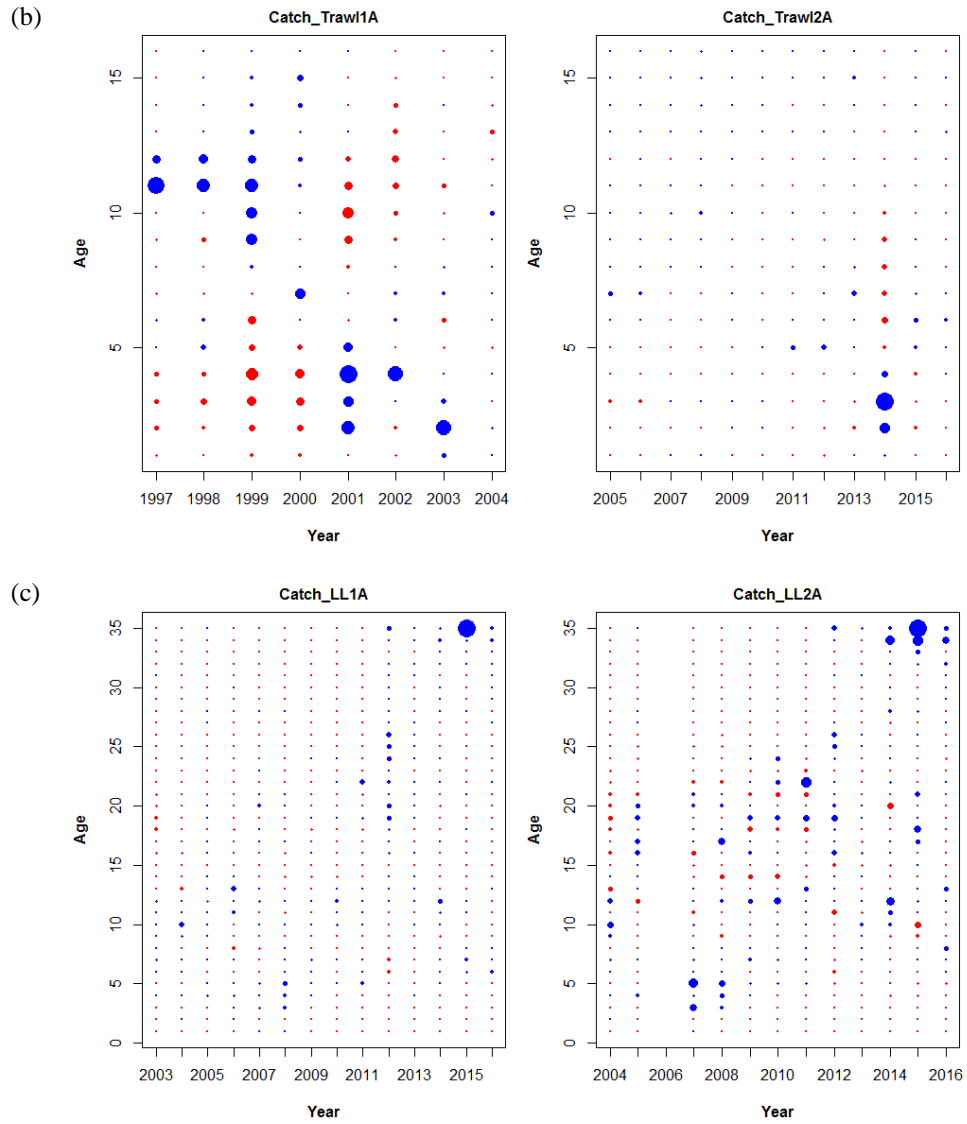 (b)
Catch_Trawl1A
Catch_Trawl2A
15
10
5
Age
1997 1998 1999 2000 2001 2002 2003 2004
Year
15
10
5
Age
2005 2007 2009 2011 2013 2015
Year
(c)
Catch_LL1A
Catch_LL2A
35
30
25
20
15
10
5
0
Age
2003 2005 2007 2009 2011 2013 2015
Year
35
30
25
20
15
10
5
0
Age
2004 2006 2008 2010 2012 2014 2016
Year